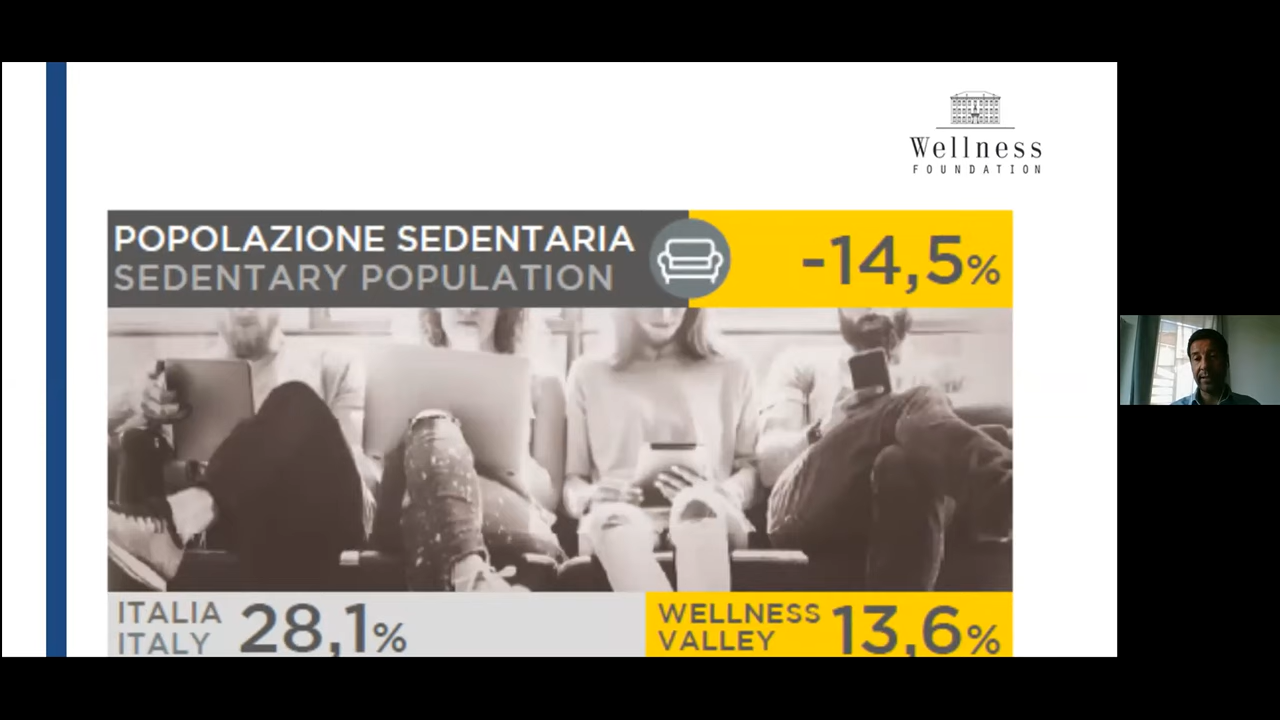 Wellness
FOUNDATION
POPOLAZIONE SEDENTARIA
SEDENTARY POPULATION
-14,5%
ITALIA
ITALY
28,1%
WELLNESS
VALLEY
13,6%